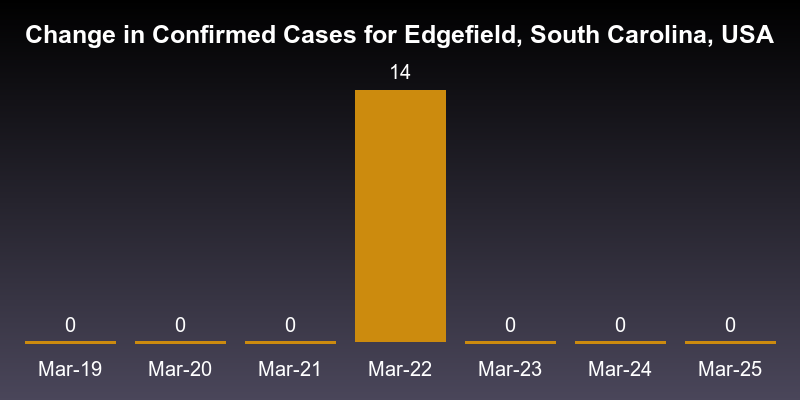 Change in Confirmed Cases for Edgefield, South Carolina, USA
14
0 0 0 0 0 0
Mar-19 Mar-20 Mar-21 Mar-22 Mar-23 Mar-24 Mar-25